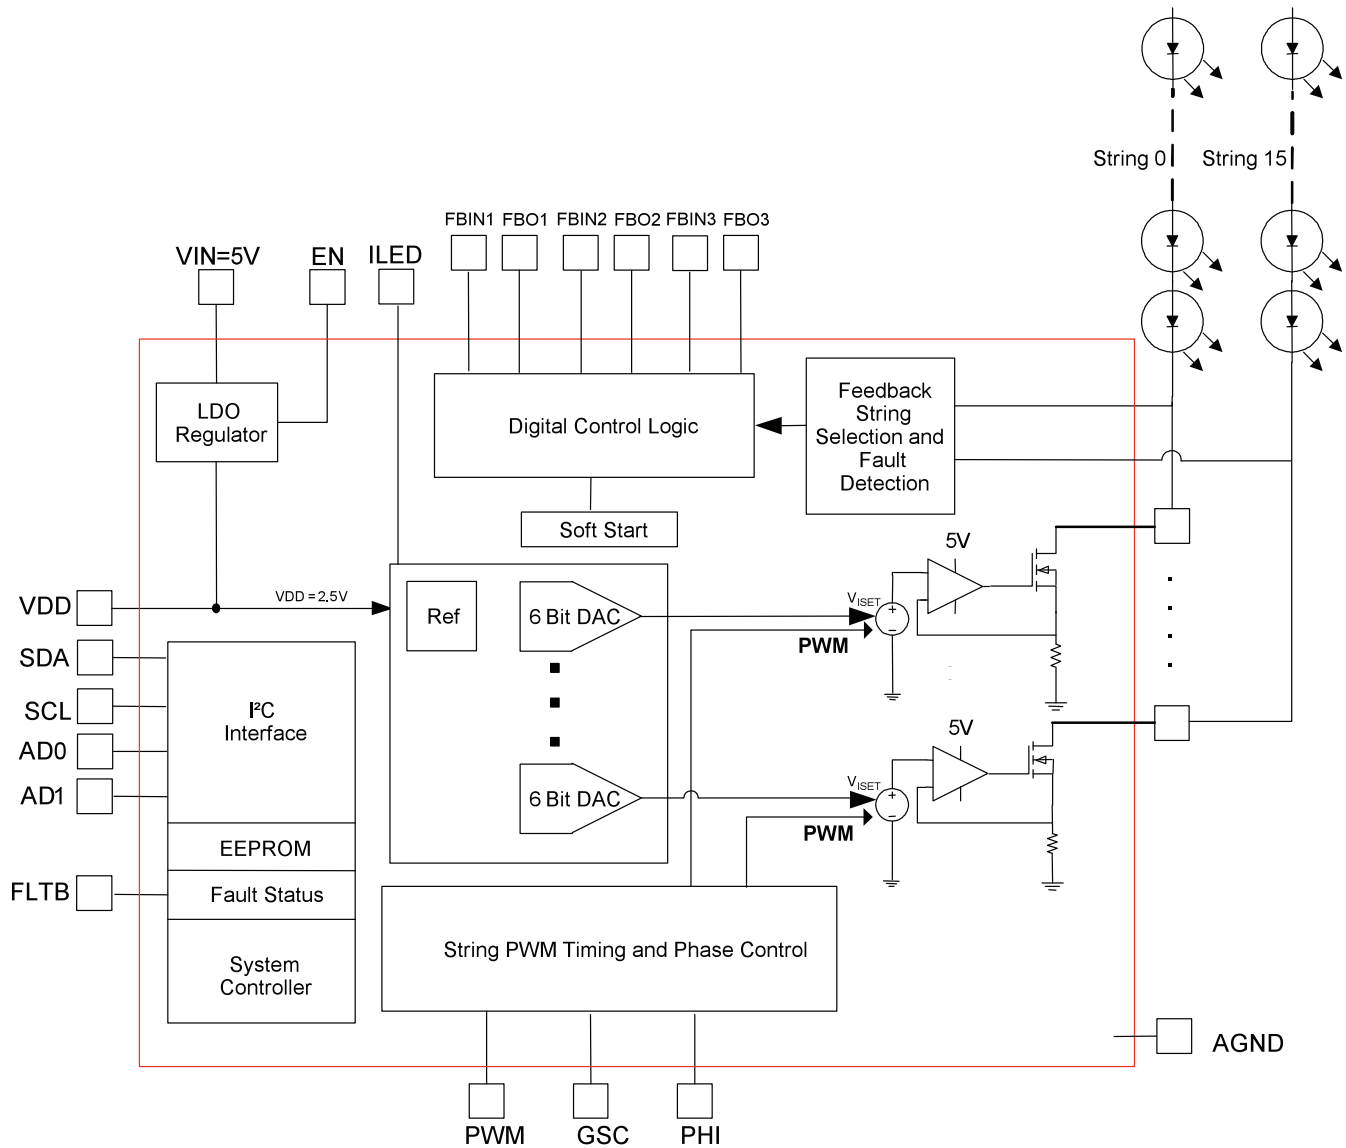 String 0
String 15
FBIN1
FBO1
FBIN2
FBO2
FBIN3
FBO3
VIN=5V
EN
ILED
LDO
Regulator
Digital Control Logic
Feedback
String
Selection and
Fault
Detection
Soft Start
5V
VDD
VDD = 2.5V
Ref
6 Bit DAC
VISET
+
−
PWM
SDA
SCL
AD0
AD1
I²C
Interface
5V
6 Bit DAC
VISET
+
−
PWM
EEPROM
FLTB
Fault Status
String PWM Timing and Phase Control
System
Controller
AGND
PWM
GSC
PHI